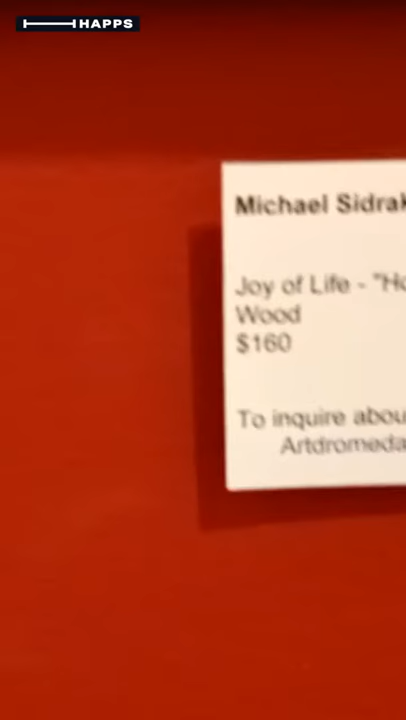 HAPPS
Michael Sidrak
Joy of Life - "Ho
Wood
$160
To inquire abou
Artdromeda